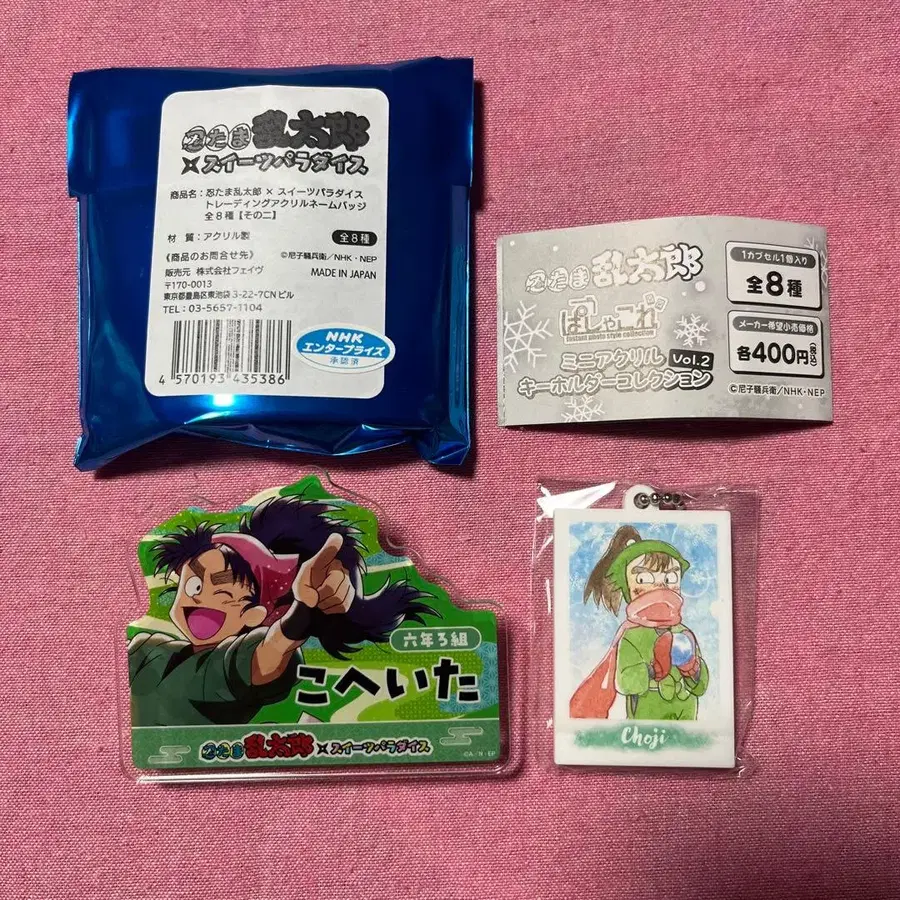 忍たま乱太郎
×スイーツパラダイス
商品名：忍たま乱太郎 × スイーツパラダイス
トレーディングアクリルネームバッジ
全８種【その二】
材 質：アクリル製
全８種
《商品のお問合せ先》
©尼子騒兵衛／NHK・NEP
販売元 株式会社フェイヴ
MADE IN JAPAN
〒170-0013
東京都豊島区東池袋3-22-7CNビル
TEL：03-5657-1104
NHK
エンタープライズ
承認済
4 570193 435386
忍たま乱太郎
ぱしゃこれ
Instant photo style collection
ミニアクリル Vol.2
キーホルダーコレクション
1カプセル1個入り
全８種
メーカー希望小売価格
各400円(税込)
©尼子騒兵衛／NHK・NEP
六年ろ組
こへいた
忍たま乱太郎×スイーツパラダイス
©A／N・EP
Choji